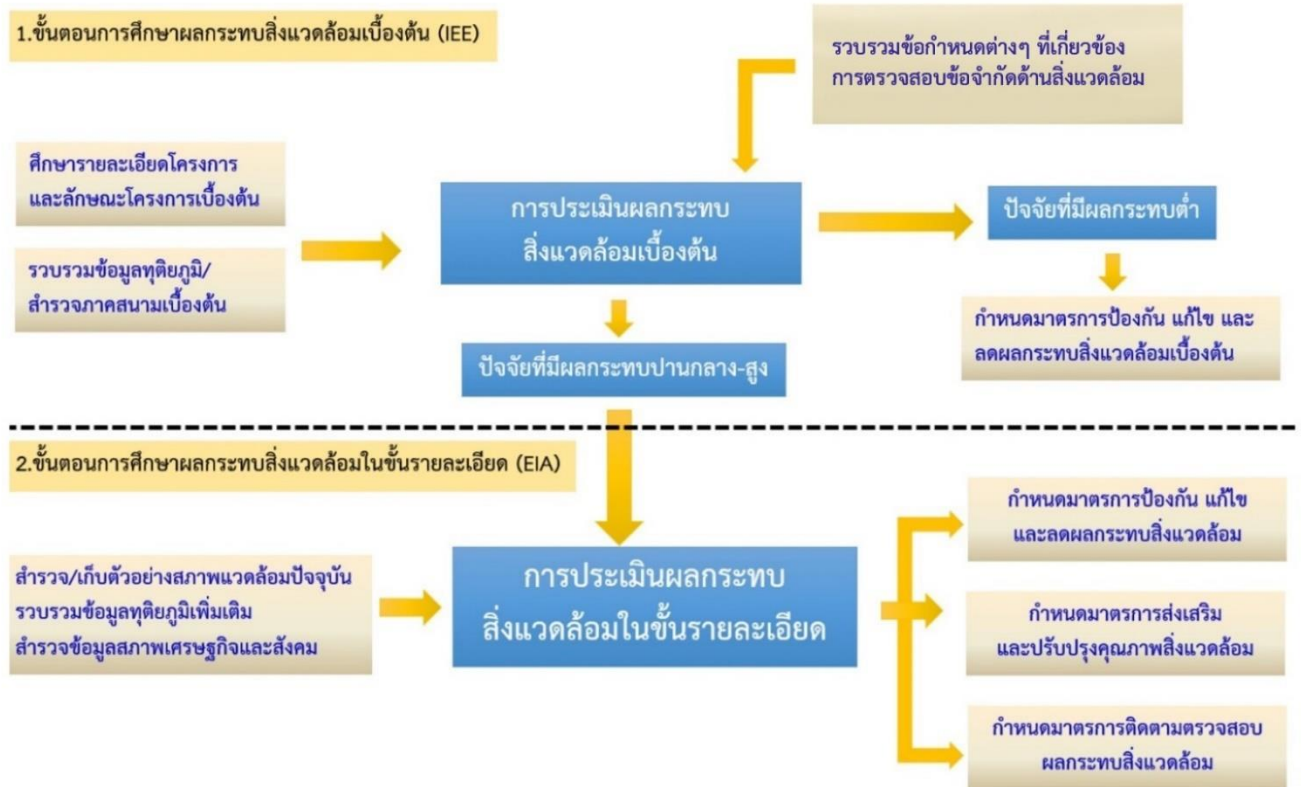 1.ขั้นตอนการศึกษาผลกระทบสิ่งแวดล้อมเบื้องต้น (IEE)
รวบรวมข้อกำหนดต่างๆ ที่เกี่ยวข้อง
การตรวจสอบข้อจำกัดด้านสิ่งแวดล้อม
ศึกษารายละเอียดโครงการ
และลักษณะโครงการเบื้องต้น
รวบรวมข้อมูลทุติยภูมิ/
สำรวจภาคสนามเบื้องต้น
การประเมินผลกระทบ
สิ่งแวดล้อมเบื้องต้น
ปัจจัยที่มีผลกระทบต่ำ
กำหนดมาตรการป้องกัน แก้ไข และ
ลดผลกระทบสิ่งแวดล้อมเบื้องต้น
ปัจจัยที่มีผลกระทบปานกลาง-สูง
2.ขั้นตอนการศึกษาผลกระทบสิ่งแวดล้อมในขั้นรายละเอียด (EIA)
สำรวจ/เก็บตัวอย่างสภาพแวดล้อมปัจจุบัน
รวบรวมข้อมูลทุติยภูมิเพิ่มเติม
สำรวจข้อมูลสภาพเศรษฐกิจและสังคม
การประเมินผลกระทบ
สิ่งแวดล้อมในขั้นรายละเอียด
กำหนดมาตรการป้องกัน แก้ไข
และลดผลกระทบสิ่งแวดล้อม
กำหนดมาตรการส่งเสริม
และปรับปรุงคุณภาพสิ่งแวดล้อม
กำหนดมาตรการติดตามตรวจสอบ
ผลกระทบสิ่งแวดล้อม